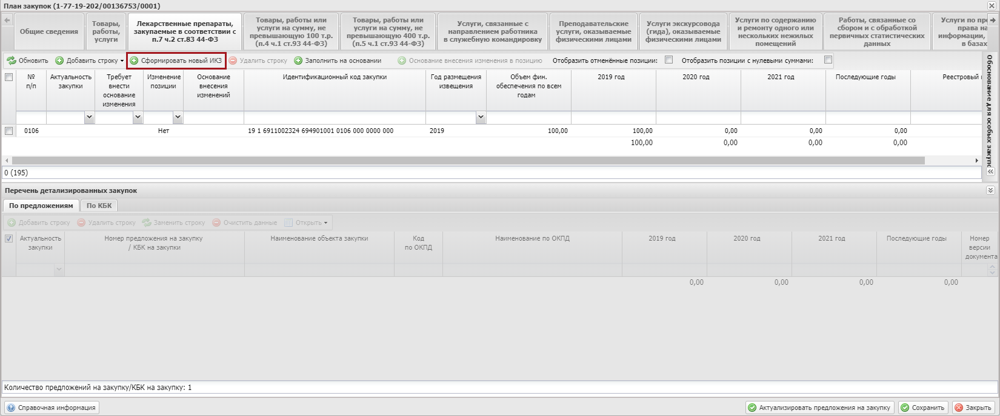 План закупок (1-77-19-202/00136753/0001)
Общие сведения
Товары,
работы,
услуги
Лекарственные препараты,
закупаемые в соответствии с
п.7 ч.2 ст.83 44-ФЗ
Товары, работы или
услуги на сумму, не
превышающую 100 т.р.
(п.4 ч.1 ст.93 44-ФЗ)
Товары, работы или
услуги на сумму, не
превышающую 400 т.р.
(п.5 ч.1 ст.93 44-ФЗ)
Услуги, связанные с
направлением работника
в служебную командировку
Преподавательские
услуги, оказываемые
физическими лицами
Услуги экскурсовода
(гида), оказываемые
физическими лицами
Услуги по содержанию
и ремонту одного или
нескольких нежилых
помещений
Работы, связанные со
сбором и с обработкой
первичных статистических
данных
Услуги по
права
информации,
в базах
Обновить Добавить строку Сформировать новый ИКЗ Удалить строку Заполнить на основании Основание внесения изменения в позицию Отобразить отменённые позиции: Отобразить позиции с нулевыми суммами:
Обоснование для особых
№
п/п
Актуальность
закупки
Требует
внести
основание
изменения
Изменение
позиции
Основание
внесения
изменений
Идентификационный код закупки
Год размещения
извещения
Объем фин.
обеспечения по всем
годам
2019 год
2020 год
2021 год
Последующие годы
Реестровый
0106 Нет 19 1 6911002324 694901001 0106 000 0000 000 2019 100,00 100,00 0,00 0,00 0,00
100,00 0,00 0,00 0,00
0 (195)
Перечень детализированных закупок
По предложениям По КБК
Добавить строку Удалить строку Заменить строку Очистить данные Открыть
Актуальность
закупки
Номер предложения на закупку
/ КБК на закупки
Наименование объекта закупки
Код
по ОКПД
Наименование по ОКПД
2019 год
2020 год
2021 год
Последующие годы
Номер
версии
документа
0,00 0,00 0,00 0,00
Количество предложений на закупку/КБК на закупку: 1
Справочная информация Актуализировать предложения на закупку Сохранить Закрыть